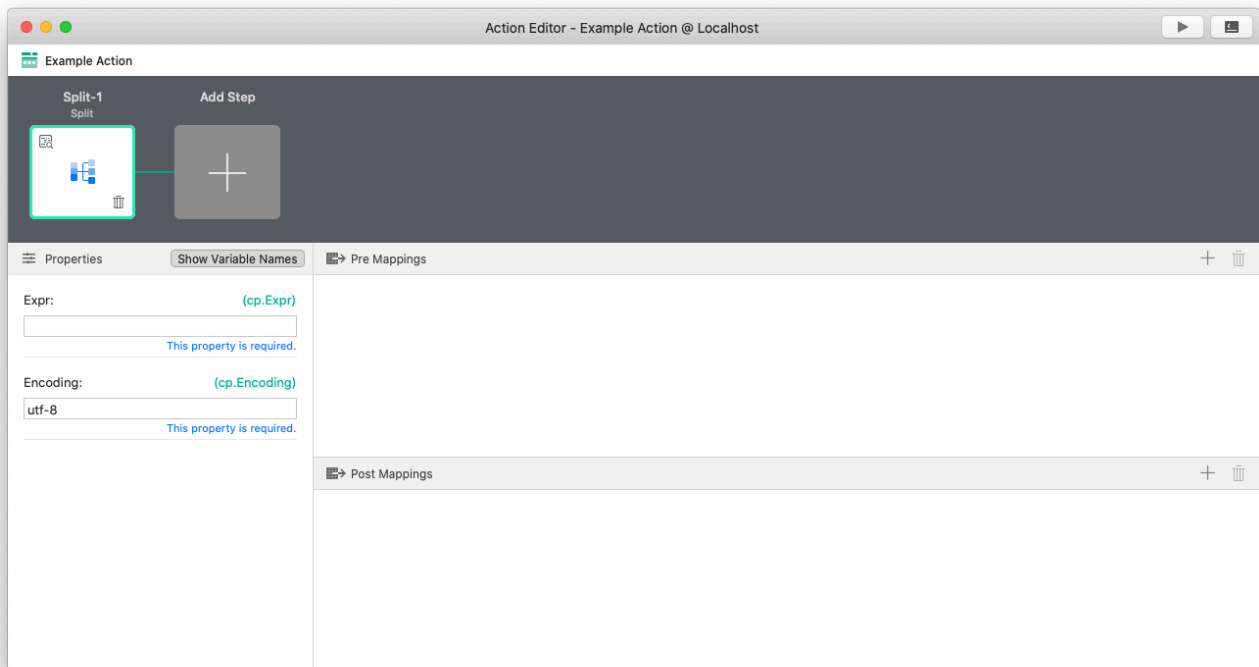 Action Editor - Example Action @ Localhost
Example Action
Split-1
Split
Add Step
Properties
Show Variable Names
Pre Mappings
Expr:
(cp.Expr)
This property is required.
Encoding:
(cp.Encoding)
utf-8
This property is required.
Post Mappings